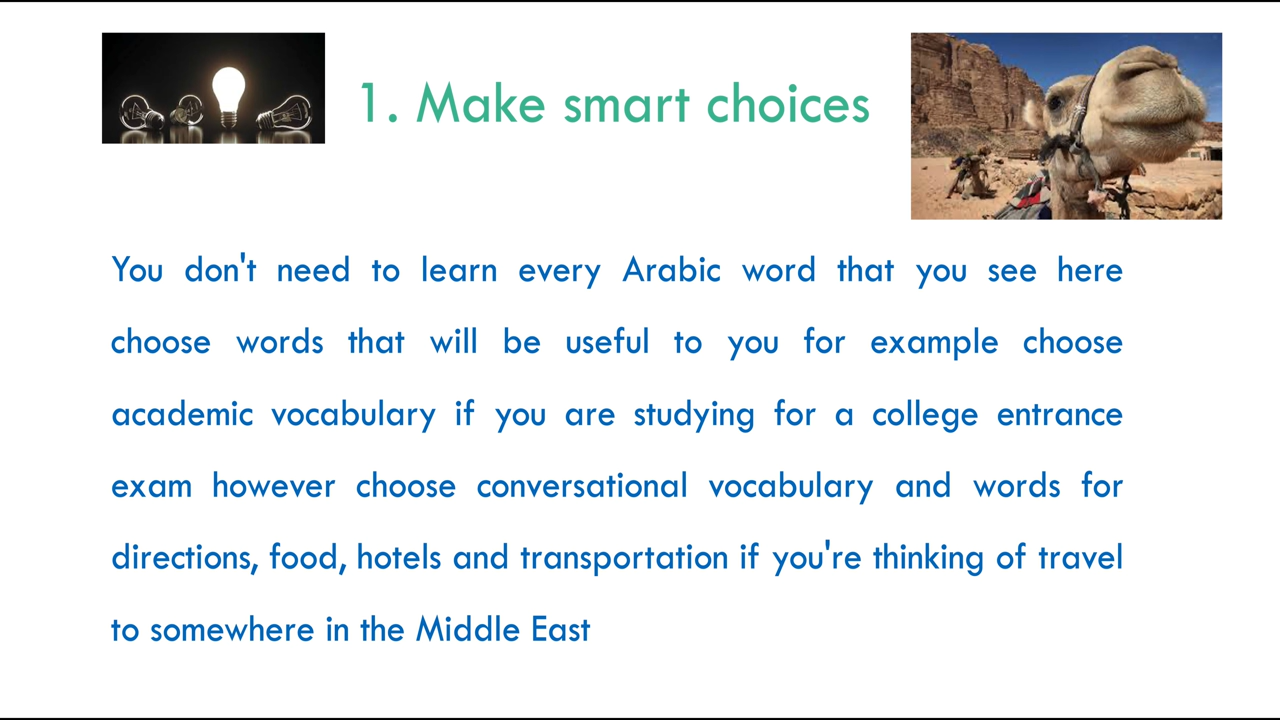 1. Make smart choices
You don't need to learn every Arabic word that you see here
choose words that will be useful to you for example choose
academic vocabulary if you are studying for a college entrance
exam however choose conversational vocabulary and words for
directions, food, hotels and transportation if you're thinking of travel
to somewhere in the Middle East